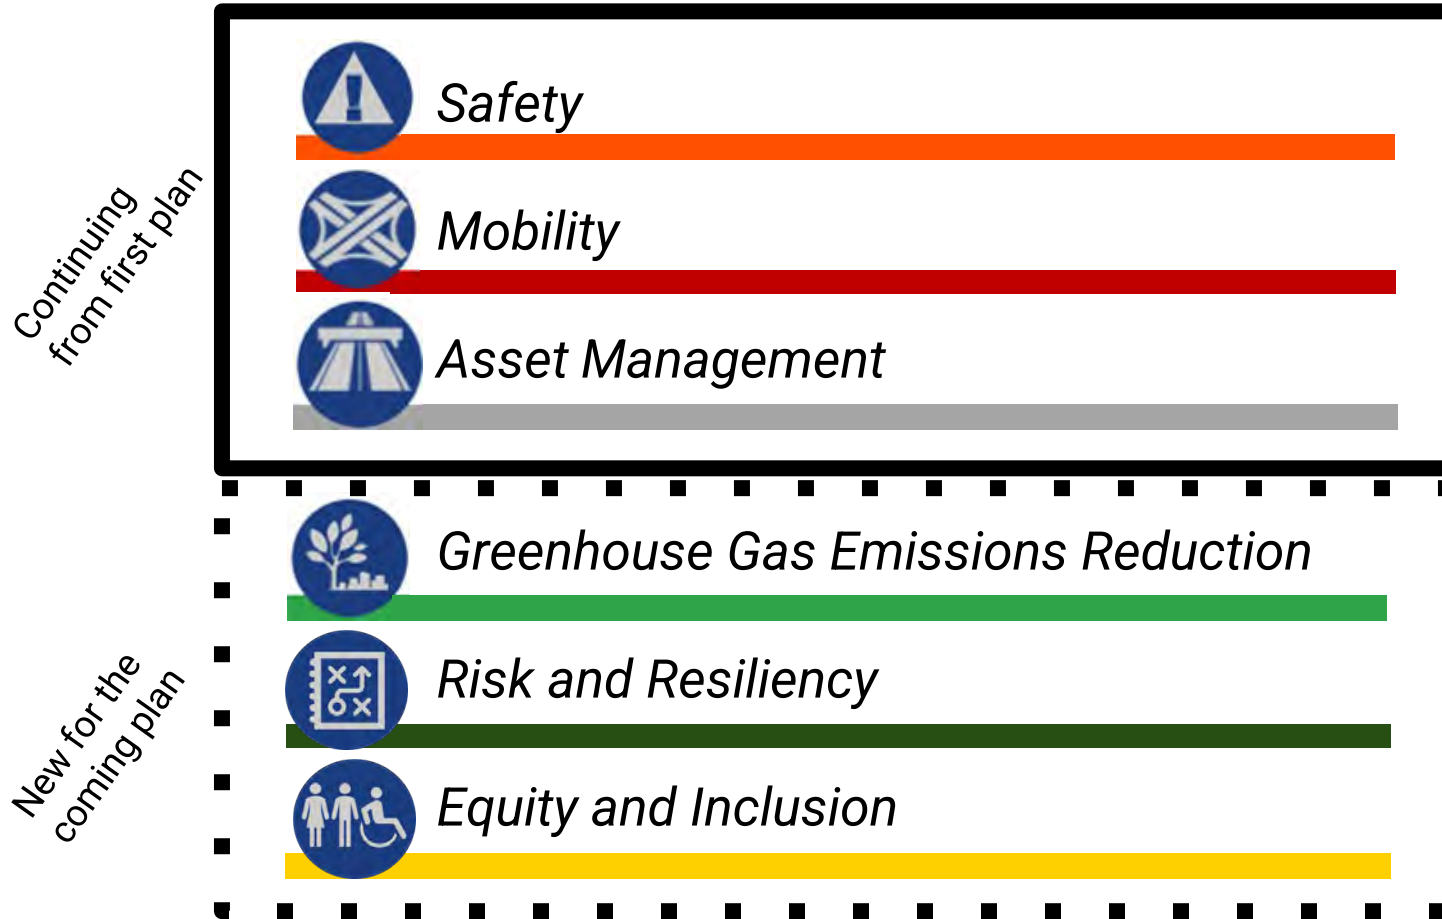 Continuing
from first plan
Safety
Mobility
Asset Management
New for the
coming plan
Greenhouse Gas Emissions Reduction
Risk and Resiliency
Equity and Inclusion